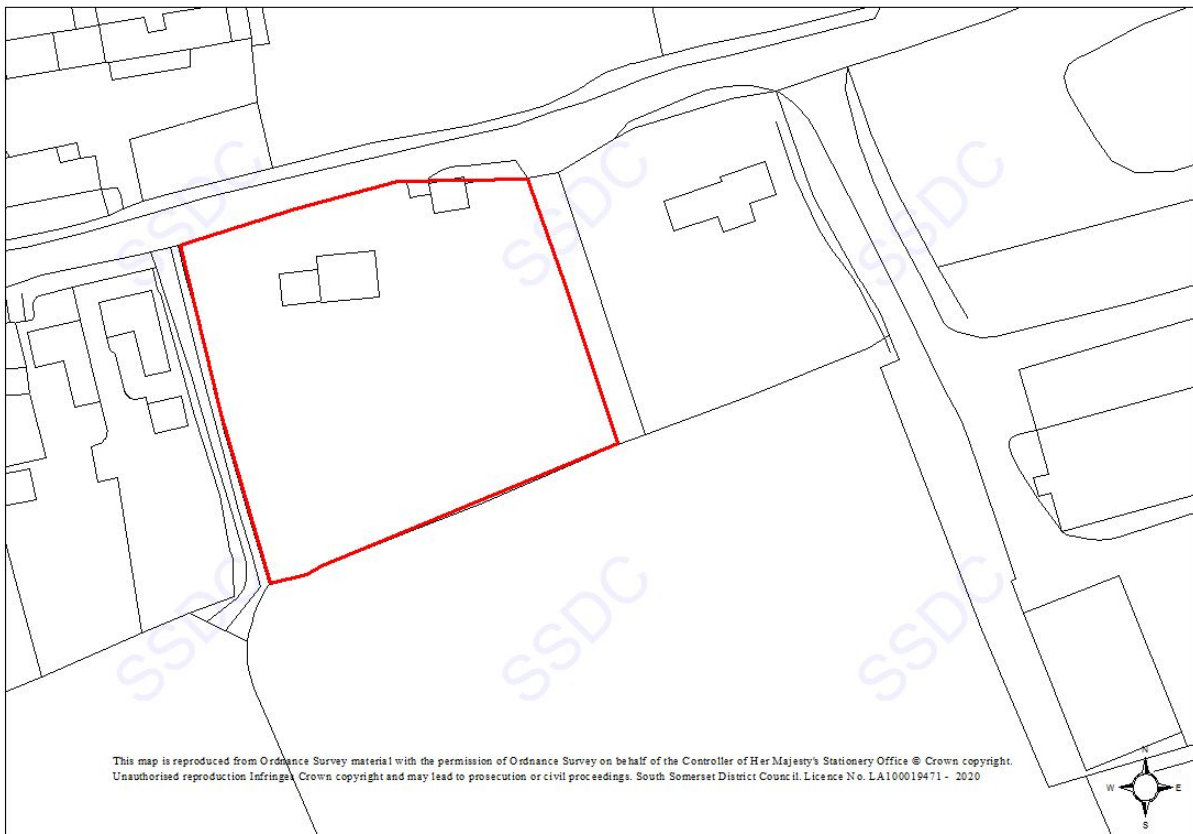 SSDC SSDC SSDC
SSDC SSDC SSDC
This map is reproduced from Ordnance Survey material with the permission of Ordnance Survey on behalf of the Controller of Her Majesty's Stationery Office © Crown copyright.
Unauthorised reproduction Infringes Crown copyright and may lead to prosecution or civil proceedings. South Somerset District Council. Licence No. LA100019471 - 2020
N
W E
S